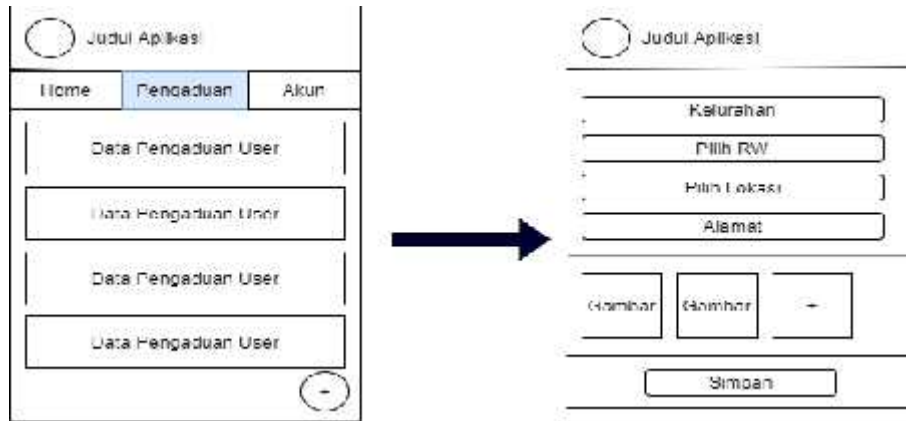 Judul Aplikasi
Home Pengaduan Akun
Data Pengaduan User
Data Pengaduan User
Data Pengaduan User
Data Pengaduan User
+
Judul Aplikasi
Kelurahan
Pilih RW
Pilih Lokasi
Alamat
Gambar Gambar +
Simpan